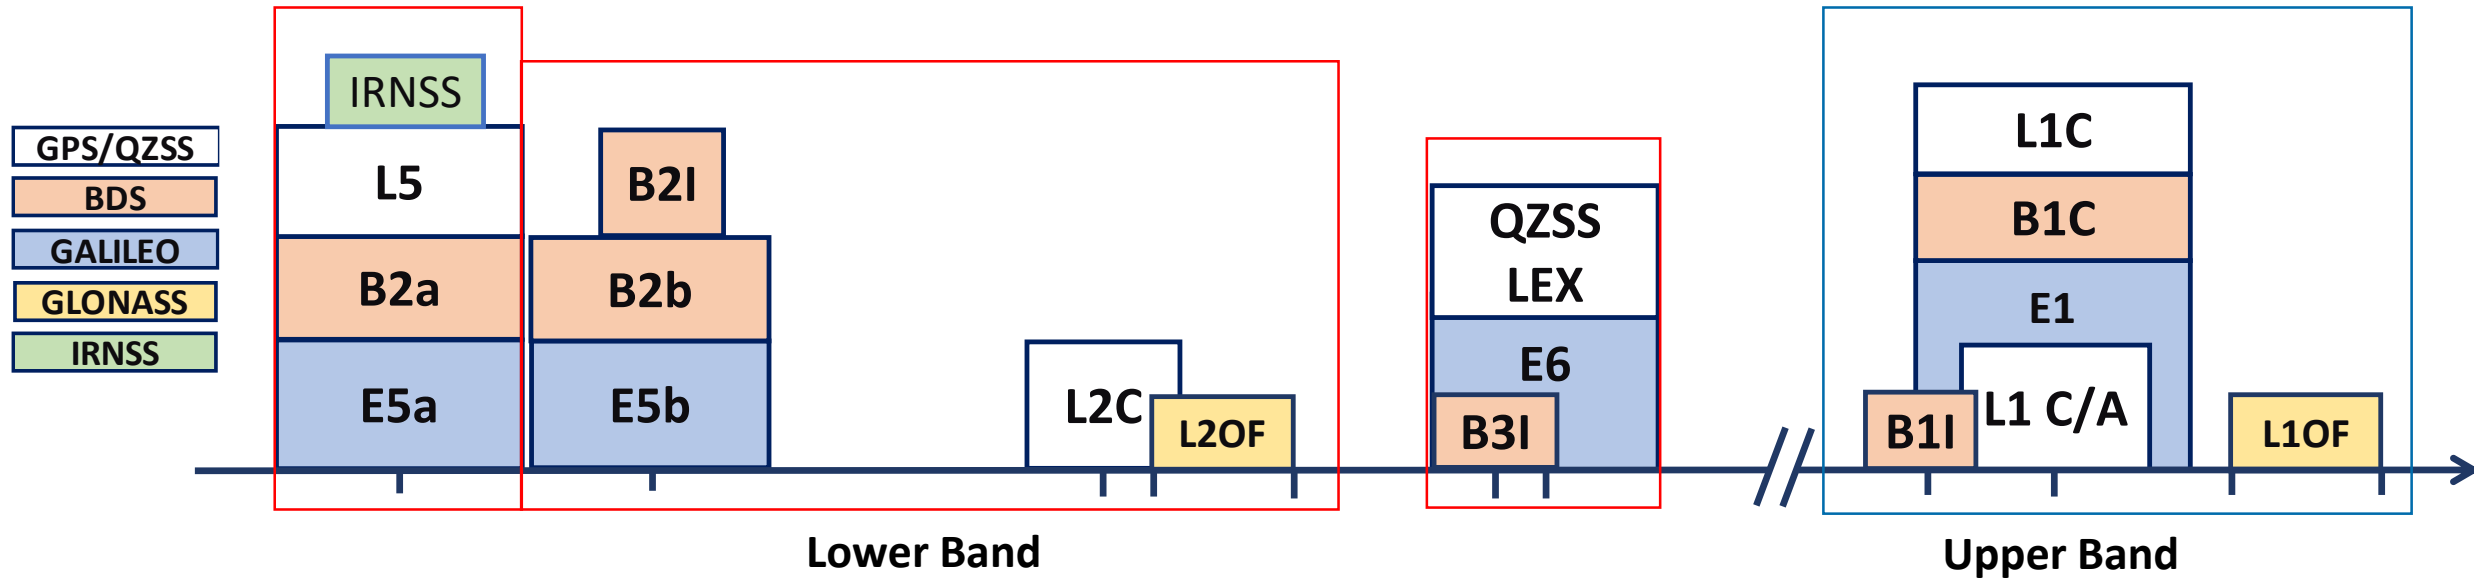 GPS/QZSS
BDS
GALILEO
GLONASS
IRNSS
IRNSS
L5
B2a
E5a
B2I
B2b
E5b
L2C
L2OF
QZSS
LEX
E6
B3I
L1C
B1C
E1
L1 C/A
B1I
L1OF
Lower Band
Upper Band